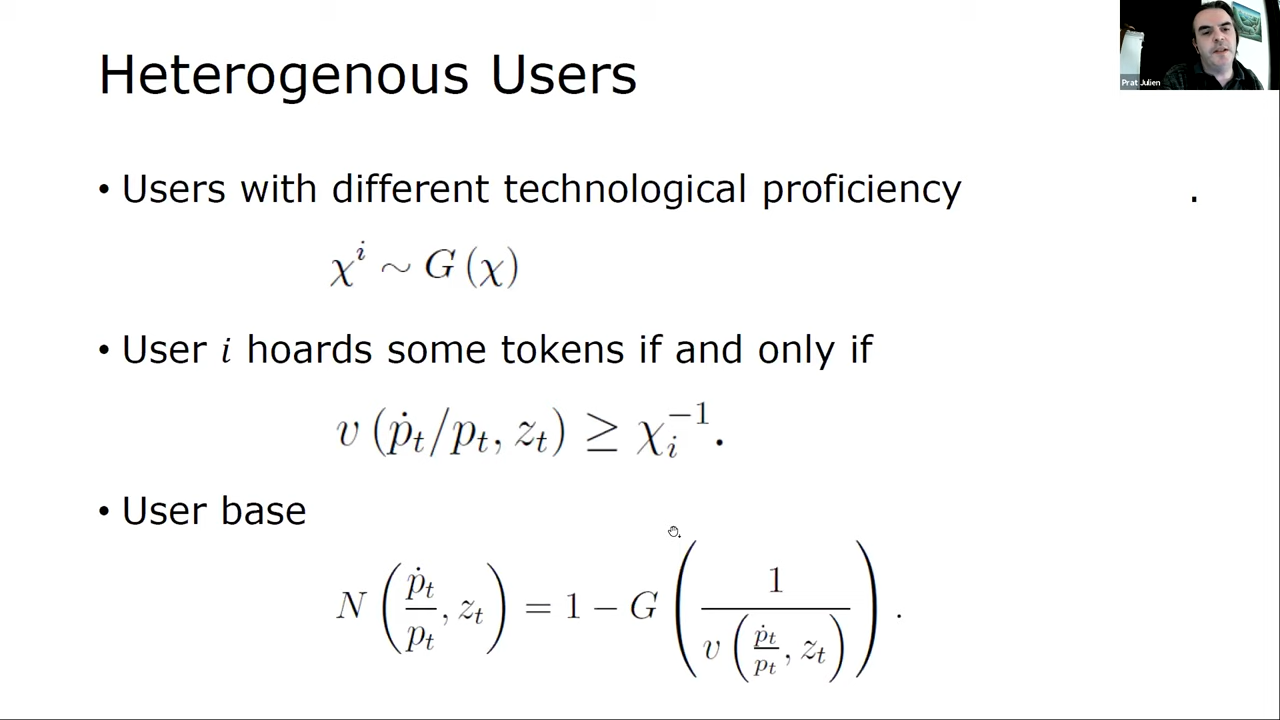 Heterogenous Users
Prat Julien
• Users with different technological proficiency .
χ^i ∼ G (χ)
• User i hoards some tokens if and only if
v (ṗ_t/p_t, z_t) ≥ χ_i^{−1}.
• User base
N (ṗ_t/p_t, z_t) = 1 − G (1 / v (ṗ_t/p_t, z_t)) .